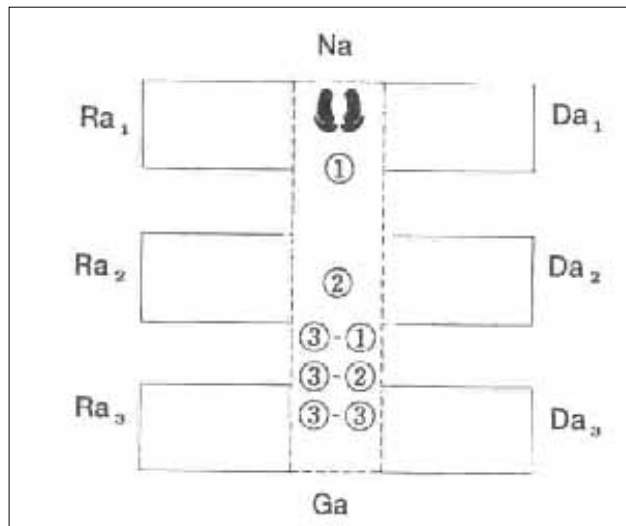 Na
Ra₁
Da₁
①
Ra₂
Da₂
②
③-①
③-②
③-③
Ra₃
Da₃
Ga